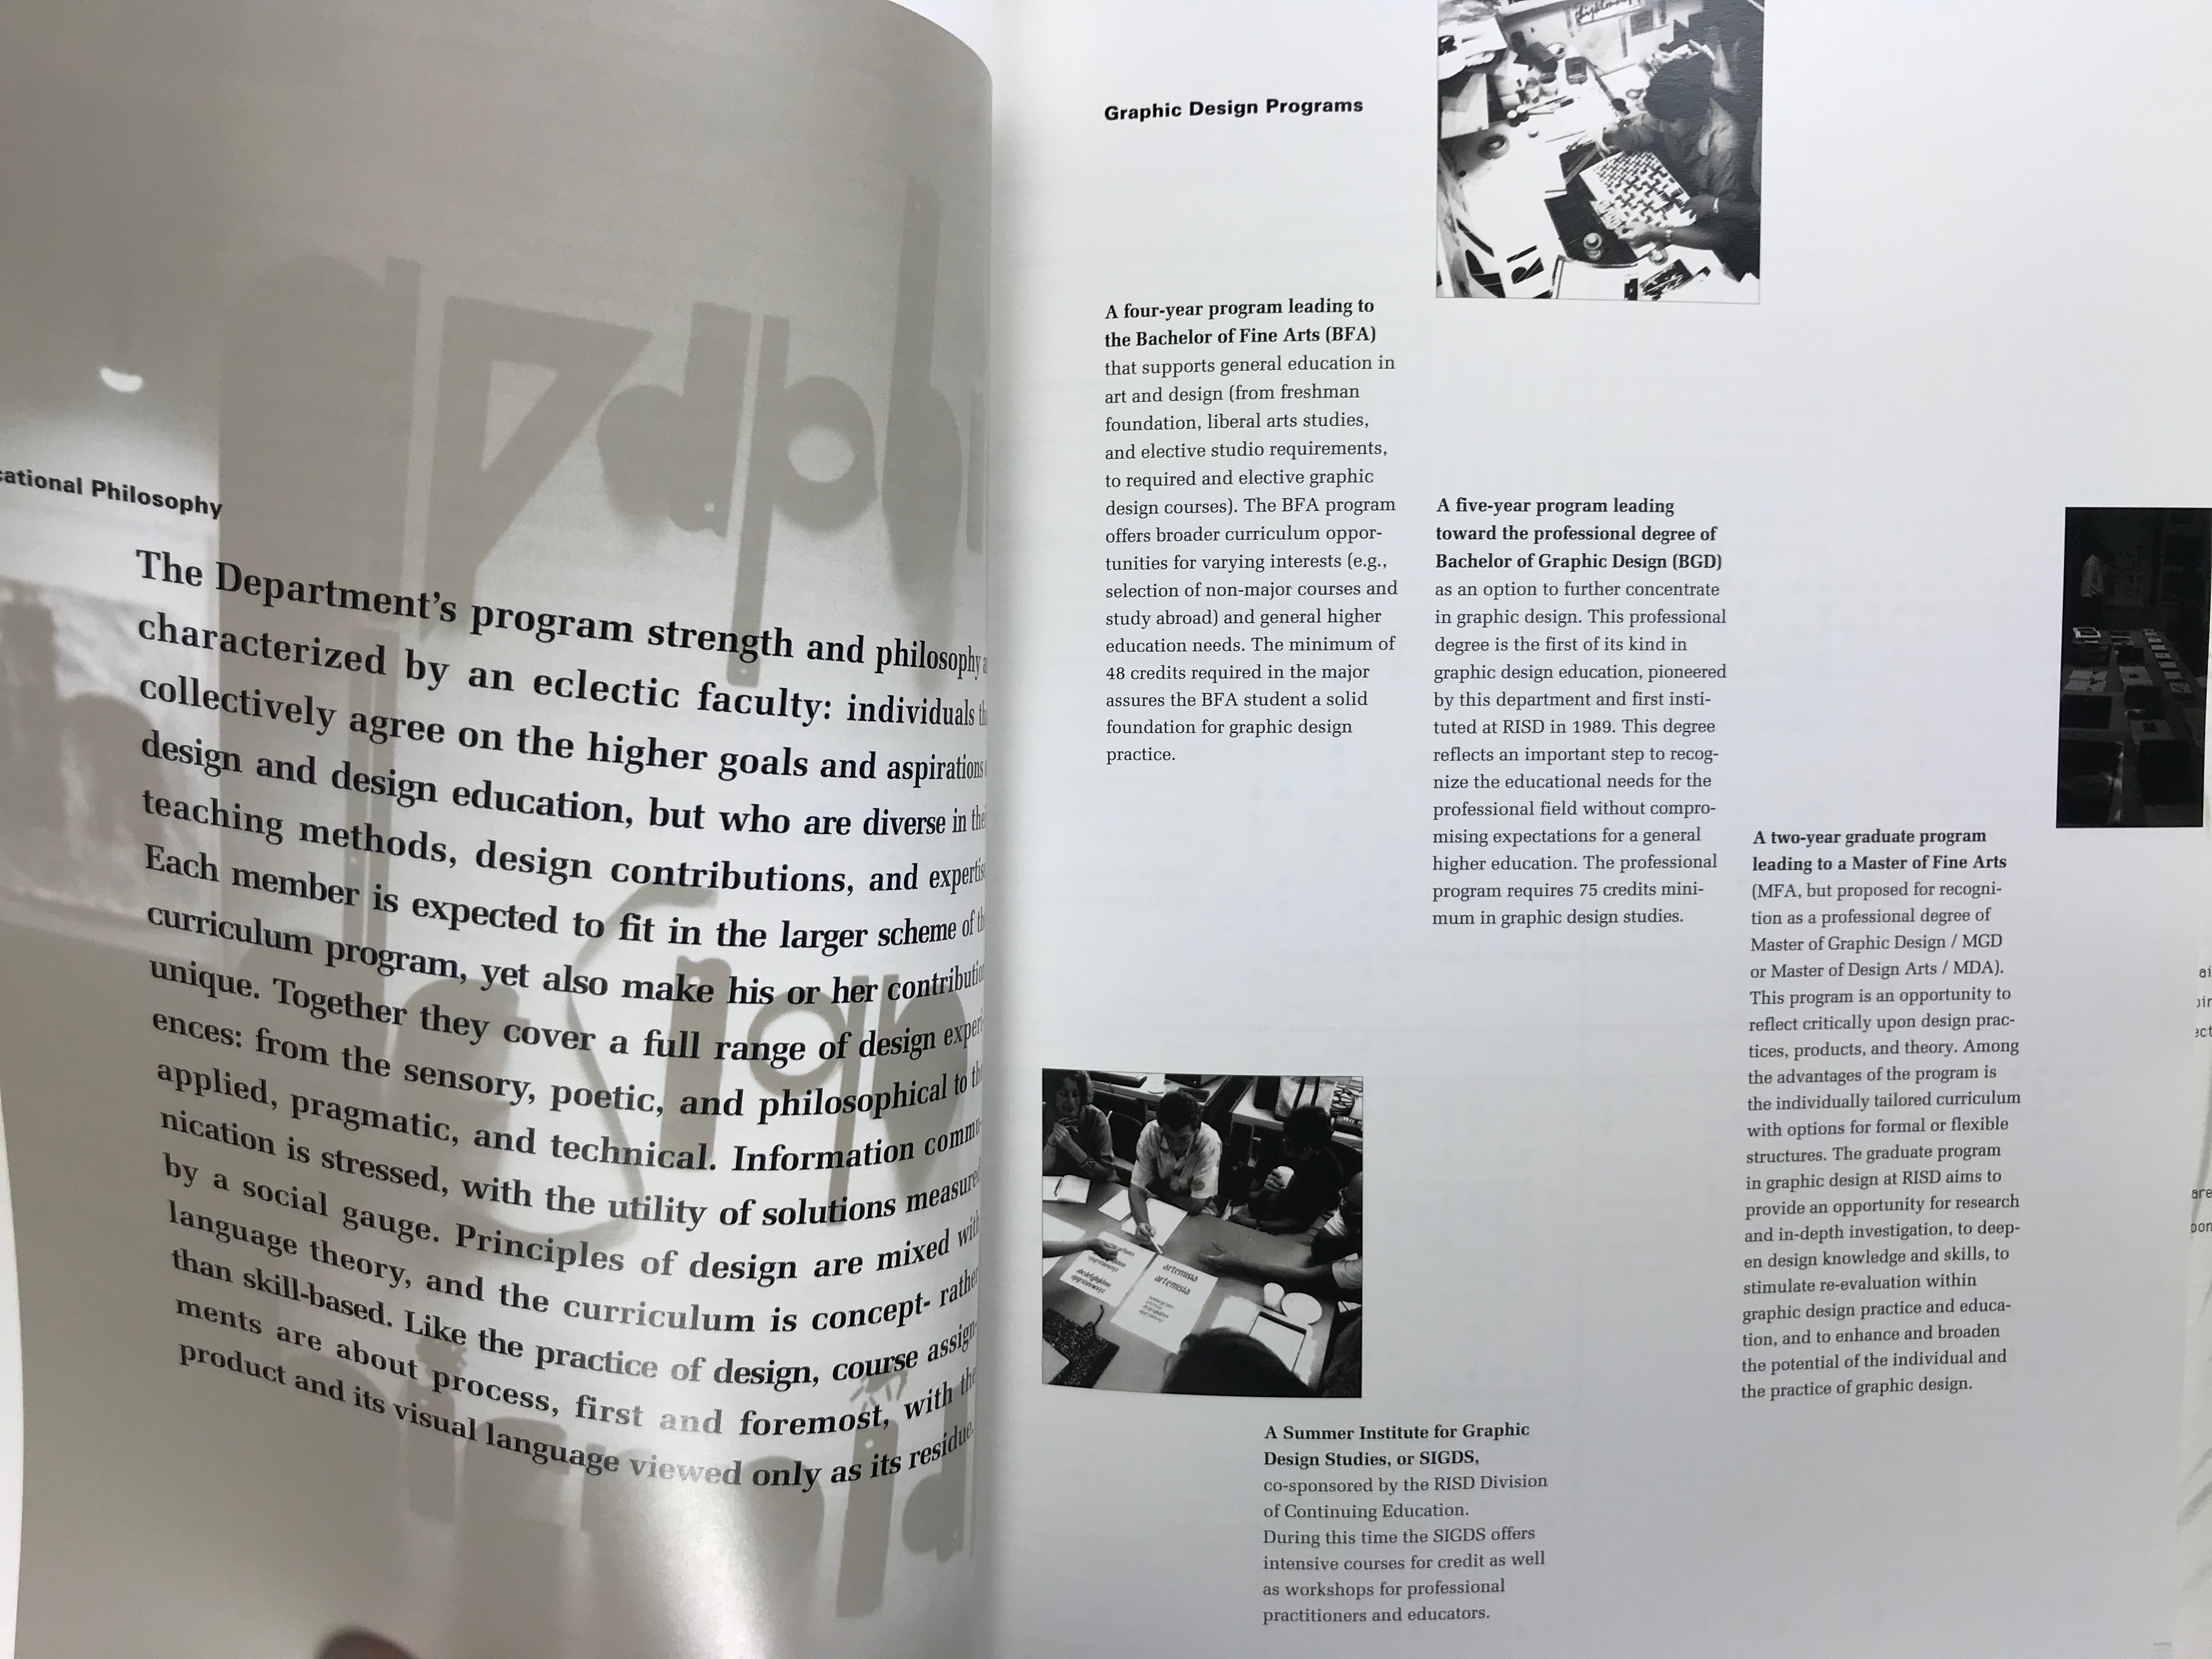 cational Philosophy
The Department's program strength and philosophy
characterized by an eclectic faculty: individuals
collectively agree on the higher goals and aspirations
design and design education, but who are diverse in
teaching methods, design contributions, and
Each member is expected to fit in the larger scheme of
curriculum program, yet also make his or her
unique. Together they cover a full range of design experi-
ences: from the sensory, poetic, and philosophical to
applied, pragmatic, and technical. Information commu-
nication is stressed, with the utility of solutions measured
by a social gauge. Principles of design are mixed with
language theory, and the curriculum is concept- rather
than skill-based. Like the practice of design, course assign-
ments are about process, first and foremost, with the
product and its visual language viewed only as its residue.
Graphic Design Programs
A four-year program leading to
the Bachelor of Fine Arts (BFA)
that supports general education in
art and design (from freshman
foundation, liberal arts studies,
and elective studio requirements,
to required and elective graphic
design courses). The BFA program
offers broader curriculum oppor-
tunities for varying interests (e.g.,
selection of non-major courses and
study abroad) and general higher
education needs. The minimum of
48 credits required in the major
assures the BFA student a solid
foundation for graphic design
practice.
A five-year program leading
toward the professional degree of
Bachelor of Graphic Design (BGD)
as an option to further concentrate
in graphic design. This professional
degree is the first of its kind in
graphic design education, pioneered
by this department and first insti-
tuted at RISD in 1989. This degree
reflects an important step to recog-
nize the educational needs for the
professional field without compro-
mising expectations for a general
higher education. The professional
program requires 75 credits mini-
mum in graphic design studies.
A two-year graduate program
leading to a Master of Fine Arts
(MFA, but proposed for recogni-
tion as a professional degree of
Master of Graphic Design / MGD
or Master of Design Arts / MDA).
This program is an opportunity to
reflect critically upon design prac-
tices, products, and theory. Among
the advantages of the program is
the individually tailored curriculum
with options for formal or flexible
structures. The graduate program
in graphic design at RISD aims to
provide an opportunity for research
and in-depth investigation, to deep-
en design knowledge and skills, to
stimulate re-evaluation within
graphic design practice and educa-
tion, and to enhance and broaden
the potential of the individual and
the practice of graphic design.
artemisia
artemisia
A Summer Institute for Graphic
Design Studies, or SIGDS,
co-sponsored by the RISD Division
of Continuing Education.
During this time the SIGDS offers
intensive courses for credit as well
as workshops for professional
practitioners and educators.